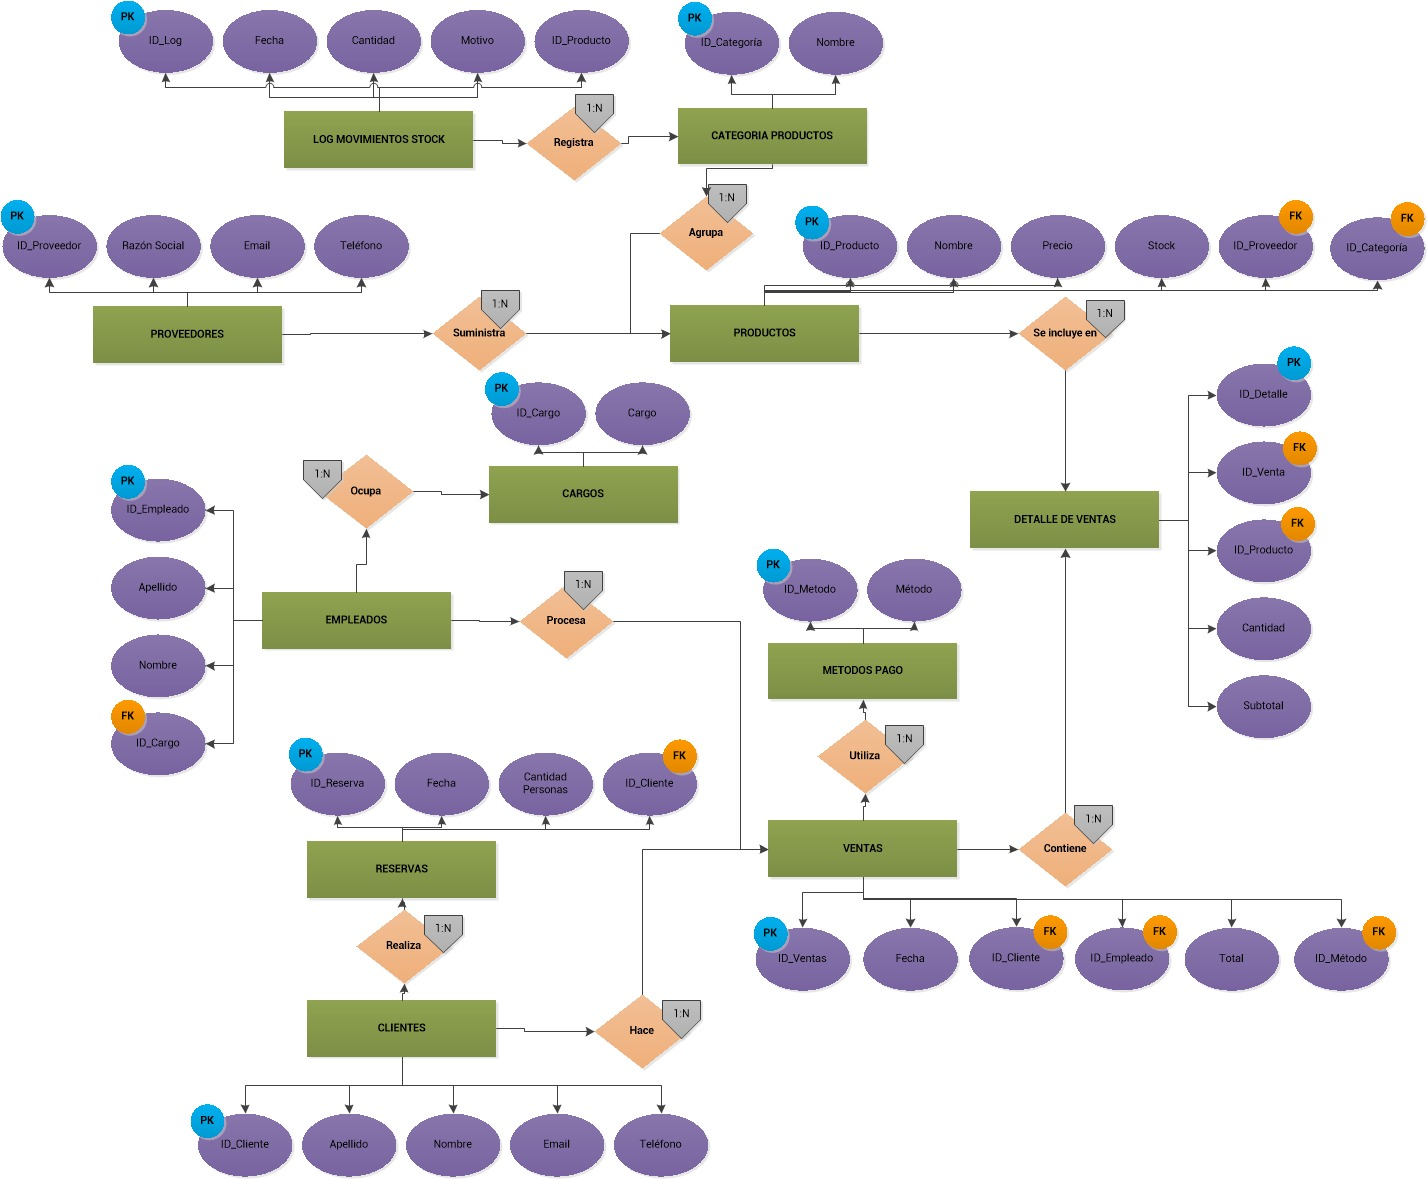 PK
ID_Log
Fecha
Cantidad
Motivo
ID_Producto
PK
ID_Categoría
Nombre
LOG MOVIMIENTOS STOCK
1:N
Registra
CATEGORIA PRODUCTOS
1:N
Agrupa
PK
ID_Proveedor
Razón Social
Email
Teléfono
PK
ID_Producto
Nombre
Precio
Stock
FK
ID_Proveedor
FK
ID_Categoría
PROVEEDORES
1:N
Suministra
PRODUCTOS
1:N
Se incluye en
PK
ID_Cargo
Cargo
PK
ID_Detalle
FK
ID_Venta
FK
ID_Producto
Cantidad
Subtotal
1:N
Ocupa
CARGOS
DETALLE DE VENTAS
PK
ID_Empleado
Apellido
Nombre
FK
ID_Cargo
EMPLEADOS
1:N
Procesa
PK
ID_Metodo
Método
METODOS PAGO
1:N
Utiliza
PK
ID_Reserva
Fecha
Cantidad
Personas
FK
ID_Cliente
RESERVAS
VENTAS
1:N
Contiene
1:N
Realiza
PK
ID_Ventas
Fecha
FK
ID_Cliente
FK
ID_Empleado
Total
FK
ID_Método
CLIENTES
1:N
Hace
PK
ID_Cliente
Apellido
Nombre
Email
Teléfono